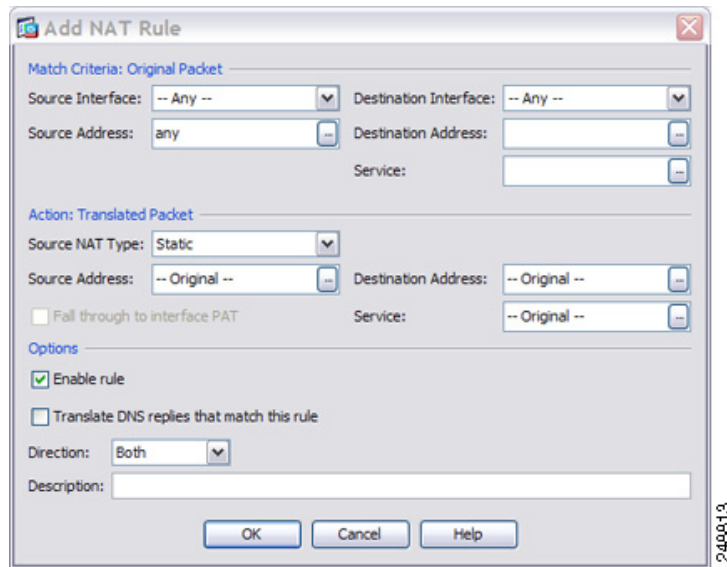 Add NAT Rule
Match Criteria: Original Packet
Source Interface: -- Any -- Destination Interface: -- Any --
Source Address: any ... Destination Address: ...
Service: ...
Action: Translated Packet
Source NAT Type: Static
Source Address: -- Original -- ... Destination Address: -- Original -- ...
Fall through to interface PAT Service: -- Original -- ...
Options
Enable rule
Translate DNS replies that match this rule
Direction: Both
Description:
OK Cancel Help
248813